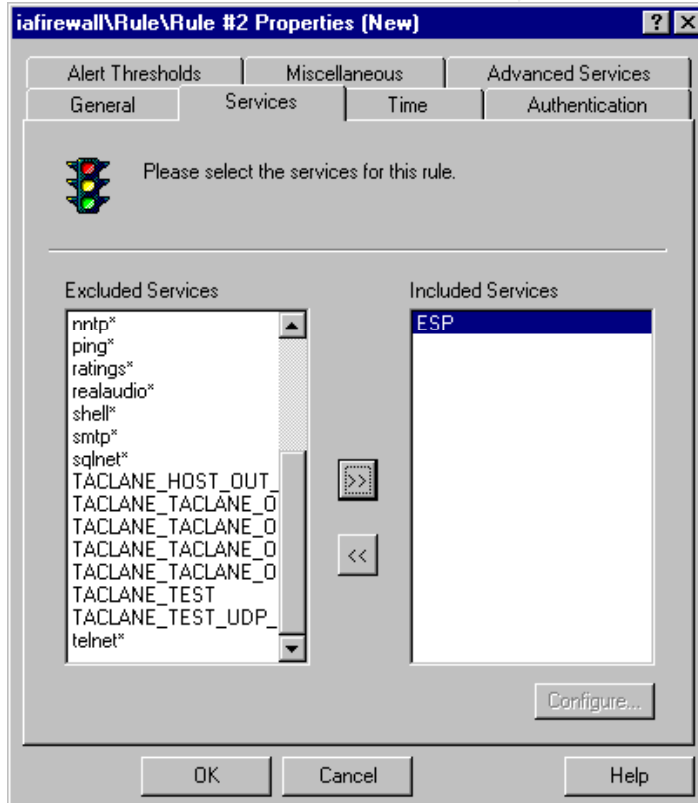 iafirewall\Rule\Rule #2 Properties (New)
Alert Thresholds Miscellaneous Advanced Services
General Services Time Authentication
Please select the services for this rule.
Excluded Services
nntp*
ping*
ratings*
realaudio*
shell*
smtp*
sqlnet*
TACLANE_HOST_OUT_
TACLANE_TACLANE_O
TACLANE_TACLANE_O
TACLANE_TACLANE_O
TACLANE_TACLANE_O
TACLANE_TEST
TACLANE_TEST_UDP_
telnet*
>>
<<
Included Services
ESP
Configure...
OK Cancel Help